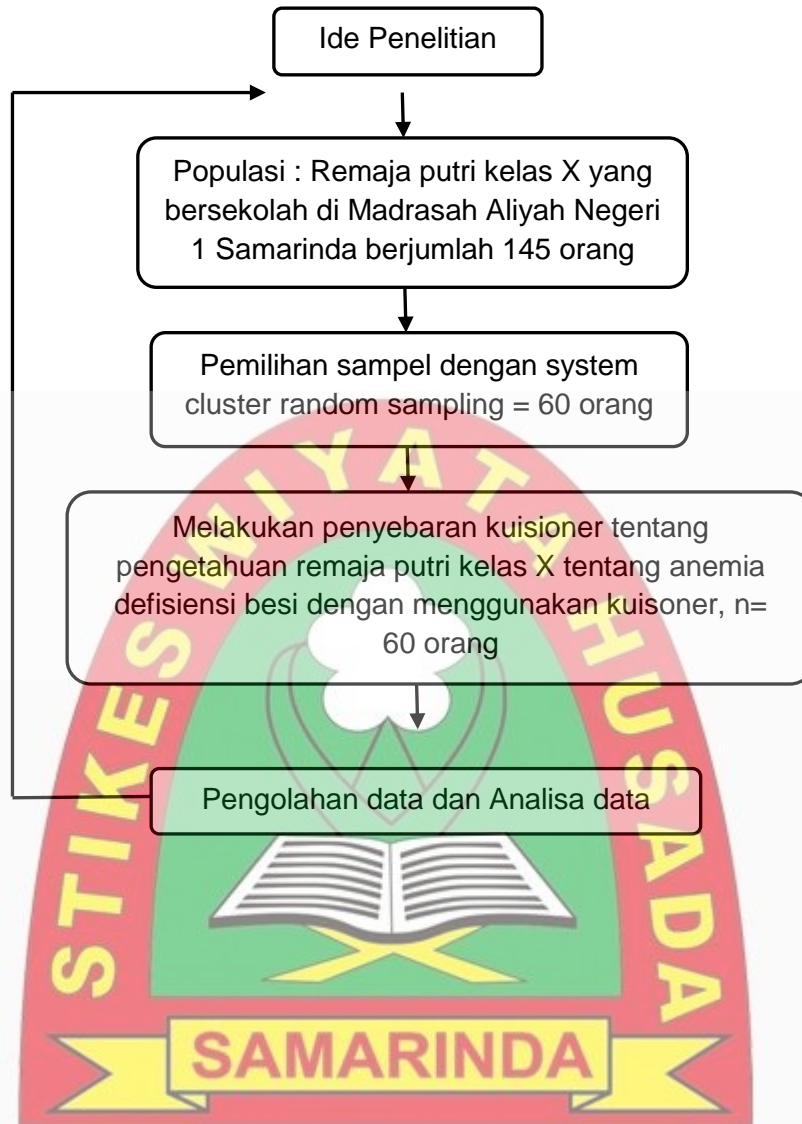 Ide Penelitian
Populasi : Remaja putri kelas X yang
bersekolah di Madrasah Aliyah Negeri
1 Samarinda berjumlah 145 orang
Pemilihan sampel dengan system
cluster random sampling = 60 orang
Melakukan penyebaran kuisioner tentang
pengetahuan remaja putri kelas X tentang anemia
defisiensi besi dengan menggunakan kuisoner, n=
60 orang
Pengolahan data dan Analisa data
STIKES WIYATA HUSADA
SAMARINDA